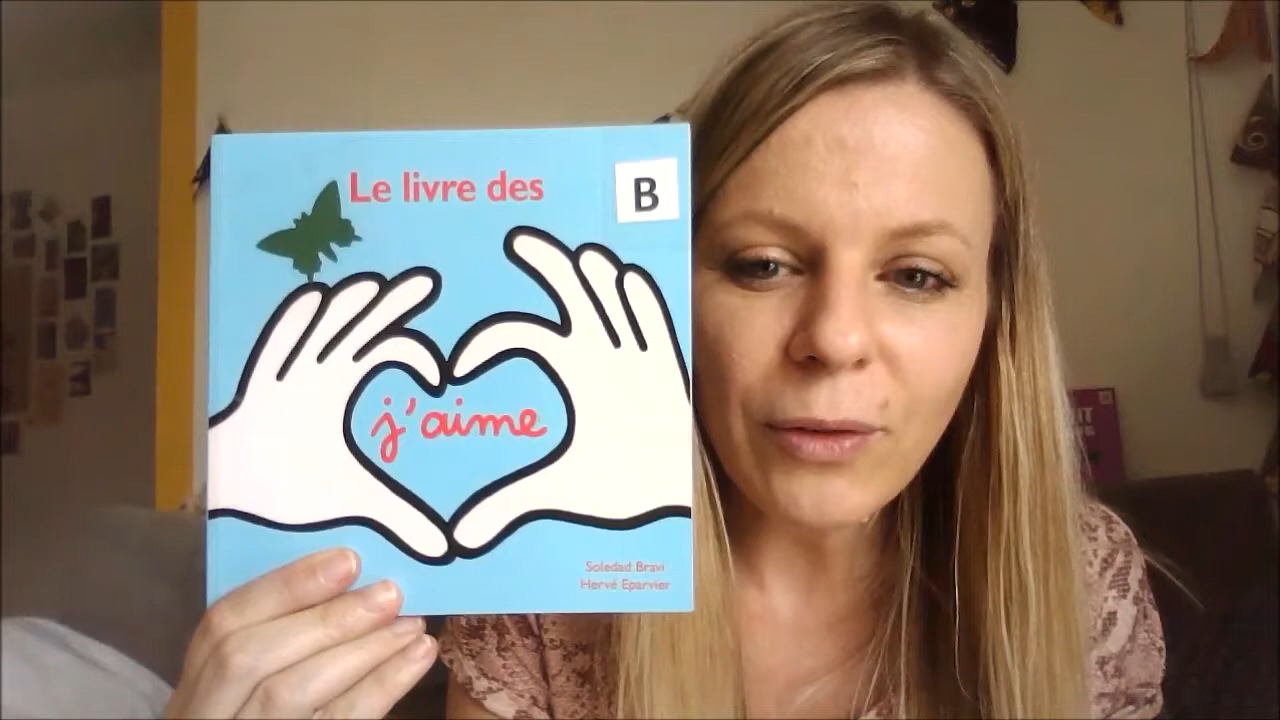 Le livre des
B
j'aime
Soledad Bravi
Hervé Eparvier